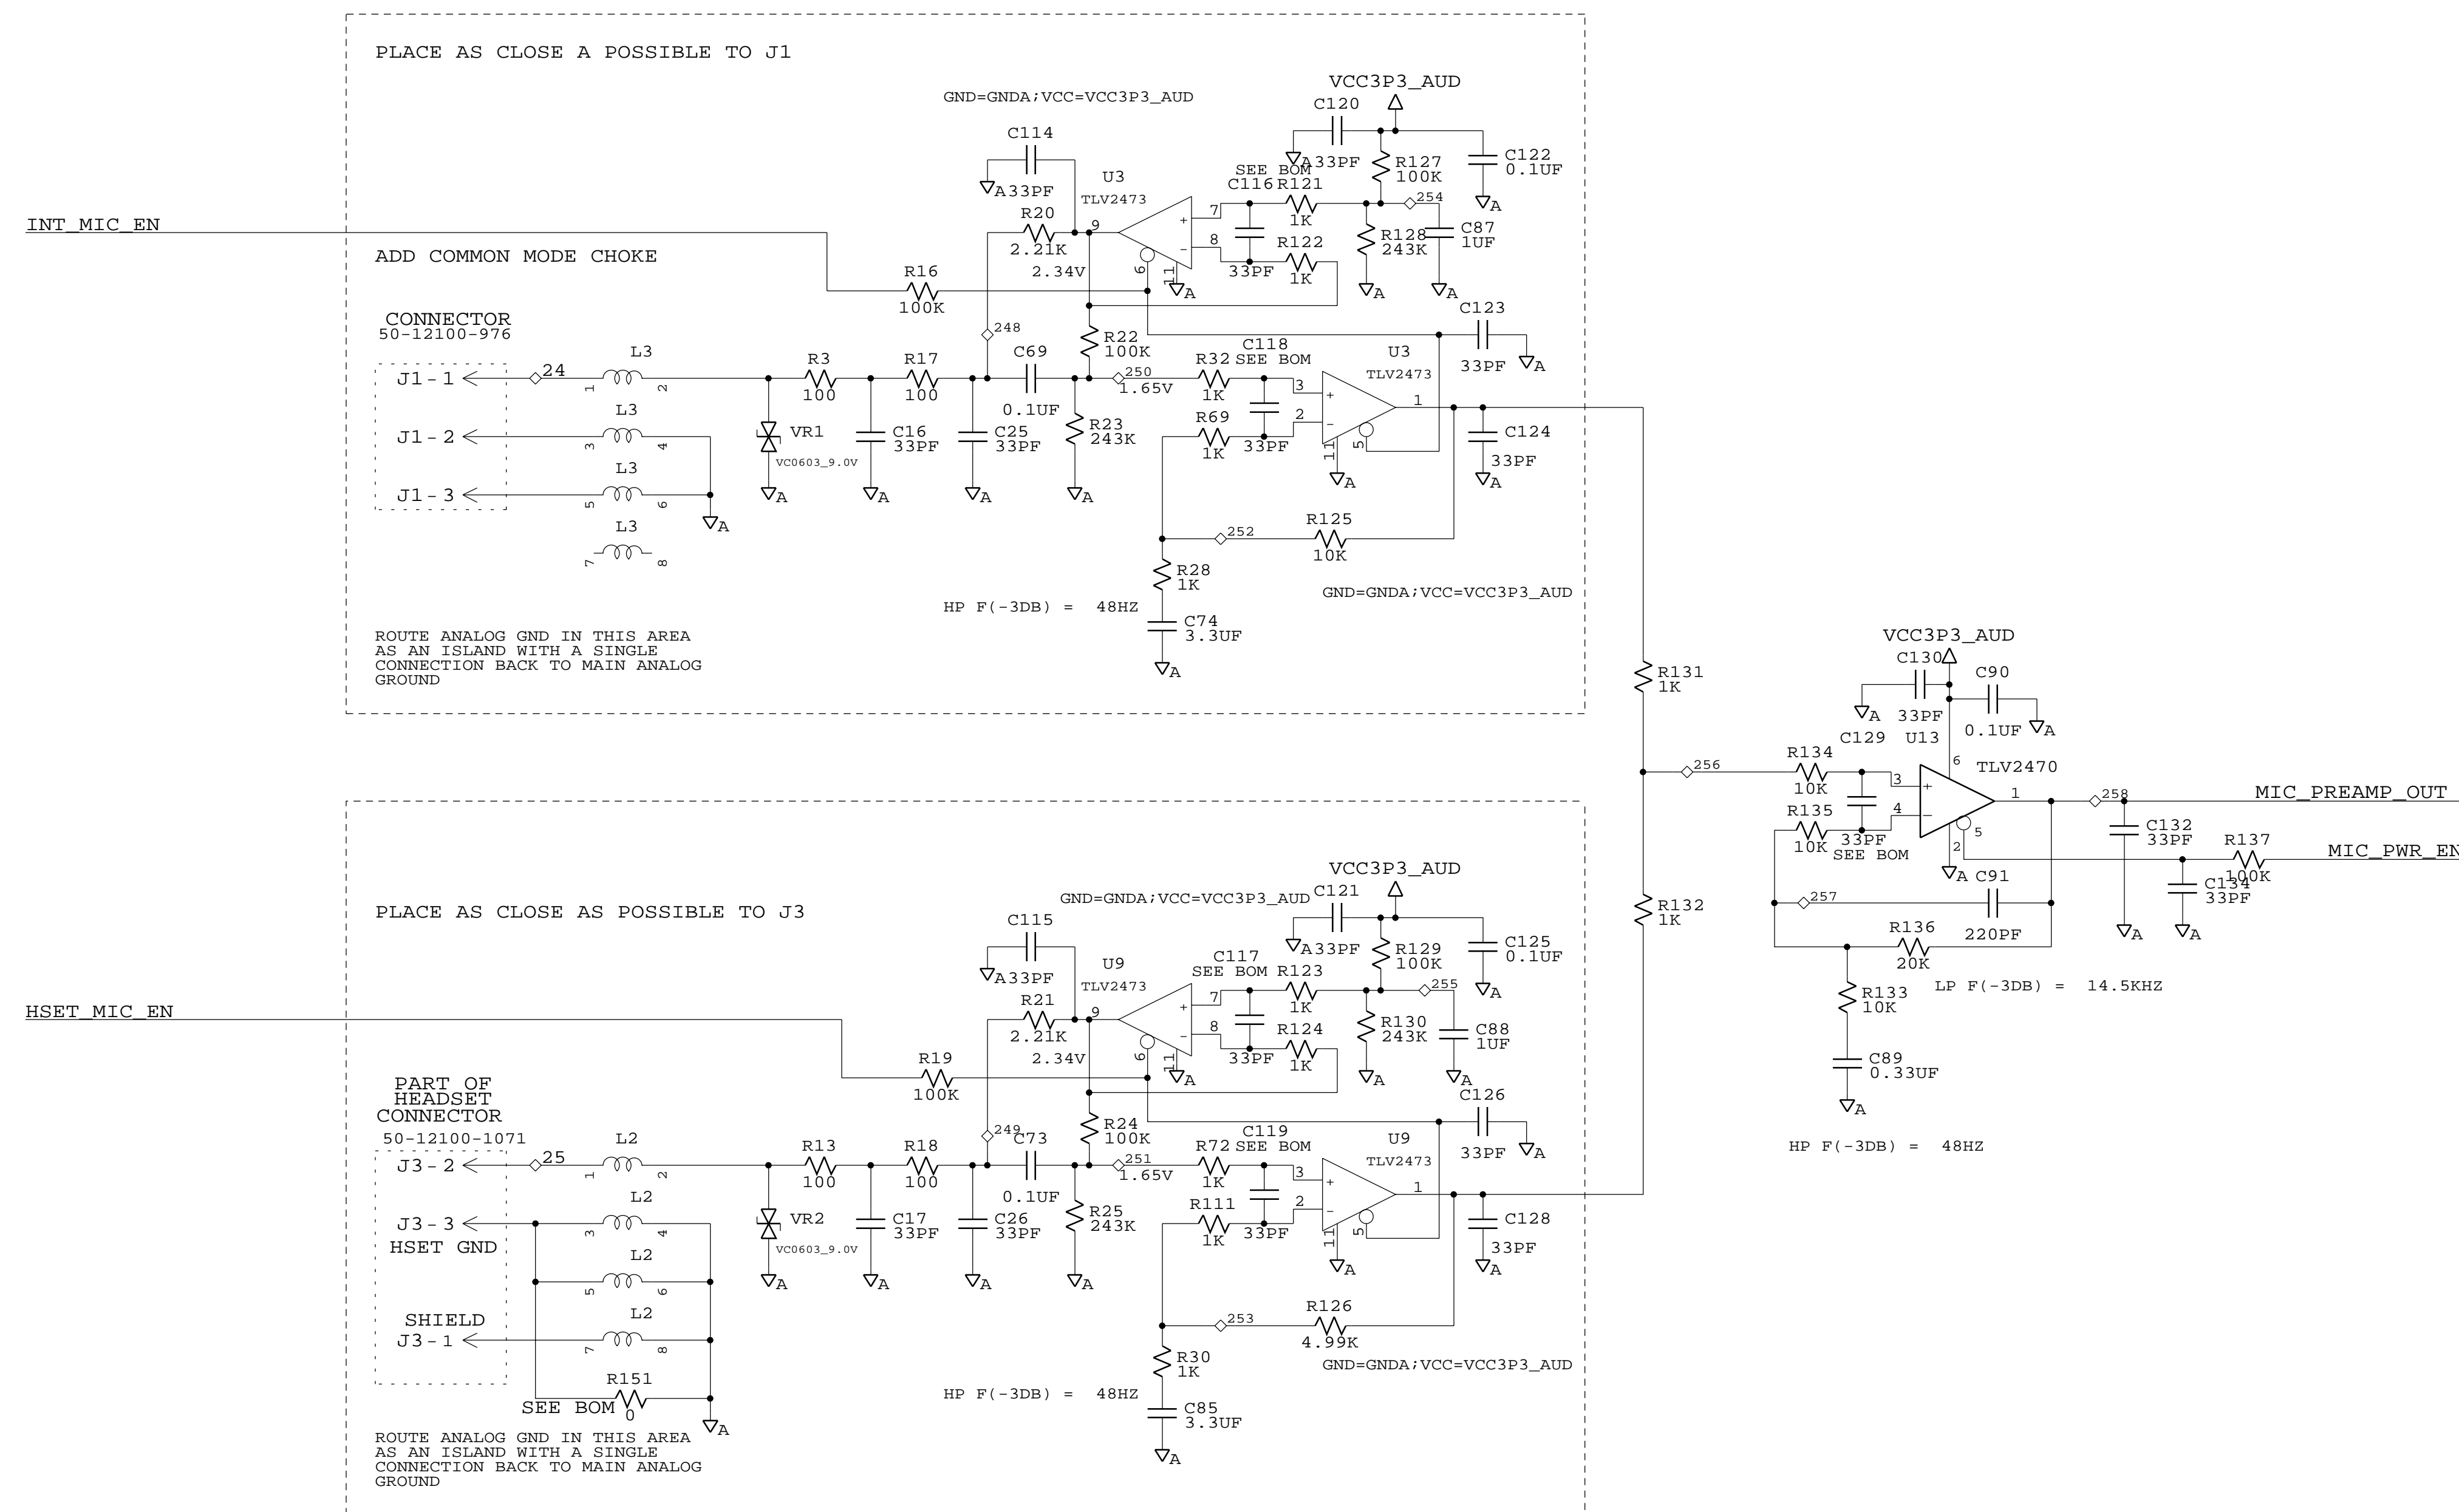 PLACE AS CLOSE A POSSIBLE TO J1
VCC3P3_AUD
GND=GNDA;VCC=VCC3P3_AUD
C120
C114
C122
0.1UF
A
33PF
R127
100K
SEE BOM
C116
R121
1K
U3
TLV2473
A
33PF
254
A
INT_MIC_EN
R20
2.21K
9
7
+
8
-
R128
243K
C87
1UF
ADD COMMON MODE CHOKE
2.34V
6
11
A
33PF
R122
1K
A
A
R16
100K
CONNECTOR
50-12100-976
248
C123
33PF
A
L3
R3
100
R17
100
C69
0.1UF
R22
100K
250
1.65V
R32
1K
C118
SEE BOM
U3
TLV2473
J1-1
24
1
2
3
+
1
J1-2
L3
3
4
VR1
VC0603_9.0V
C16
33PF
C25
33PF
R23
243K
R69
1K
33PF
2
-
11
5
C124
33PF
J1-3
L3
5
6
A
A
A
A
A
A
A
L3
7
8
252
R125
10K
R28
1K
GND=GNDA;VCC=VCC3P3_AUD
HP F(-3DB) =  48HZ
C74
3.3UF
A
ROUTE ANALOG GND IN THIS AREA
AS AN ISLAND WITH A SINGLE
CONNECTION BACK TO MAIN ANALOG
GROUND
R131
1K
VCC3P3_AUD
C130
C90
A
33PF
0.1UF
A
C129
U13
R134
10K
6
TLV2470
256
3
+
1
258
MIC_PREAMP_OUT
R135
10K
4
-
33PF
SEE BOM
5
2
C132
33PF
R137
100K
MIC_PWR_EN
A
C91
220PF
C134
33PF
257
R136
20K
A
A
LP F(-3DB) =  14.5KHZ
R133
10K
C89
0.33UF
A
HP F(-3DB) =  48HZ
R132
1K
PLACE AS CLOSE AS POSSIBLE TO J3
VCC3P3_AUD
GND=GNDA;VCC=VCC3P3_AUD
C121
C115
A
33PF
R129
100K
C125
0.1UF
A
33PF
U9
TLV2473
C117
SEE BOM
R123
1K
255
A
HSET_MIC_EN
R21
2.21K
9
7
+
8
-
R130
243K
C88
1UF
2.34V
6
11
A
33PF
R124
1K
A
A
R19
100K
C126
33PF
A
PART OF
HEADSET
CONNECTOR
50-12100-1071
249
L2
R13
100
R18
100
C73
0.1UF
R24
100K
251
1.65V
R72
1K
C119
SEE BOM
U9
TLV2473
J3-2
25
1
2
3
+
1
J3-3
HSET GND
L2
3
4
VR2
VC0603_9.0V
C17
33PF
C26
33PF
R25
243K
R111
1K
33PF
2
-
11
5
C128
33PF
L2
5
6
A
A
A
A
A
A
SHIELD
J3-1
L2
7
8
253
R126
4.99K
R151
0
SEE BOM
A
R30
1K
GND=GNDA;VCC=VCC3P3_AUD
HP F(-3DB) =  48HZ
C85
3.3UF
A
ROUTE ANALOG GND IN THIS AREA
AS AN ISLAND WITH A SINGLE
CONNECTION BACK TO MAIN ANALOG
GROUND